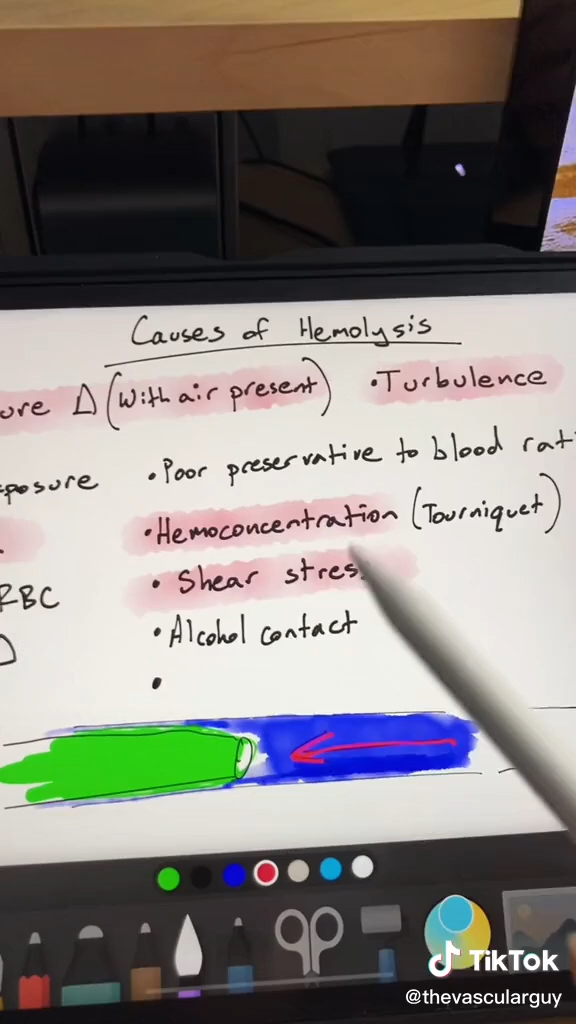 Causes of Hemolysis
ure Δ (With air present)
• Turbulence
posure
• Poor preservative to blood rati
• Hemoconcentration (Tourniquet)
• Shear stres
RBC
• Alcohol contact
•
TikTok
@thevascularguy